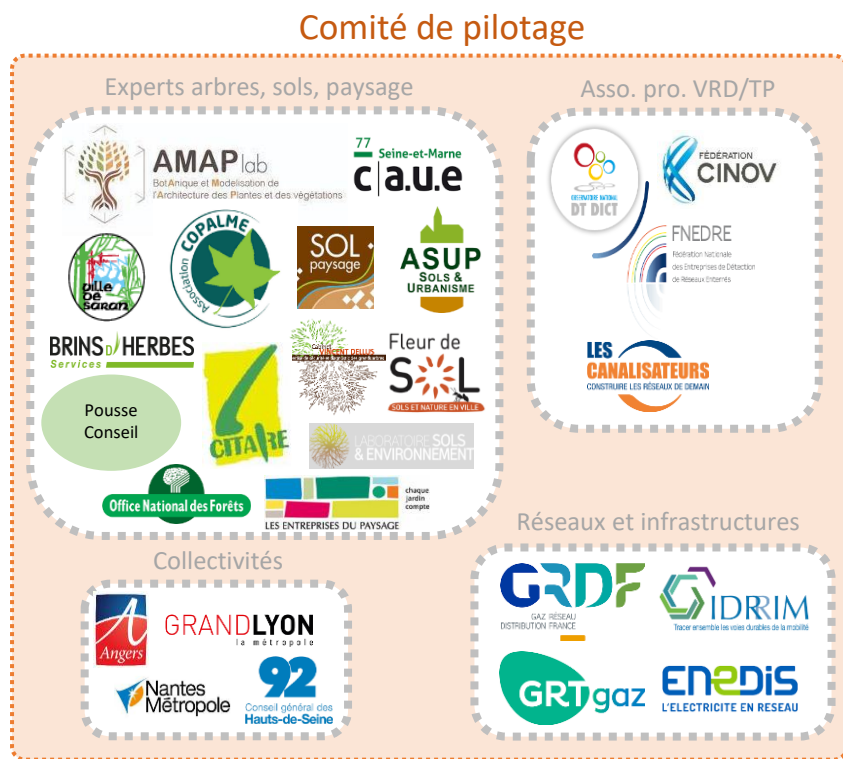 Comité de pilotage
Experts arbres, sols, paysage
AMAPlab
BotAnique et Modélisation de
l'Architecture des Plantes et des végétations
77
Seine-et-Marne
c|a.u.e
ville
de
saran
Association COPALME
SOL
paysage
ASUP
SOLS &
URBANISME
BRINS D'HERBES
Services
Pousse
Conseil
CITARE
VINCENT DELLUS
Fleur de
SOL
SOLS ET NATURE EN VILLE
LABORATOIRE SOLS
& ENVIRONNEMENT
Office National des Forêts
LES ENTREPRISES DU PAYSAGE
chaque
jardin
compte
Asso. pro. VRD/TP
OBSERVATOIRE NATIONAL
DT DICT
FÉDÉRATION
CINOV
FNEDRE
Fédération Nationale
des Entreprises de Détection
de Réseaux Enterrés
LES
CANALISATEURS
CONSTRUIRE LES RÉSEAUX DE DEMAIN
Collectivités
Angers
GRANDLYON
la métropole
Nantes
Métropole
92
Conseil général des
Hauts-de-Seine
Réseaux et infrastructures
GRDF
GAZ RÉSEAU
DISTRIBUTION FRANCE
IDRRIM
Tracer ensemble les voies durables de la mobilité
GRTgaz
ENEDIS
L'ELECTRICITE EN RESEAU